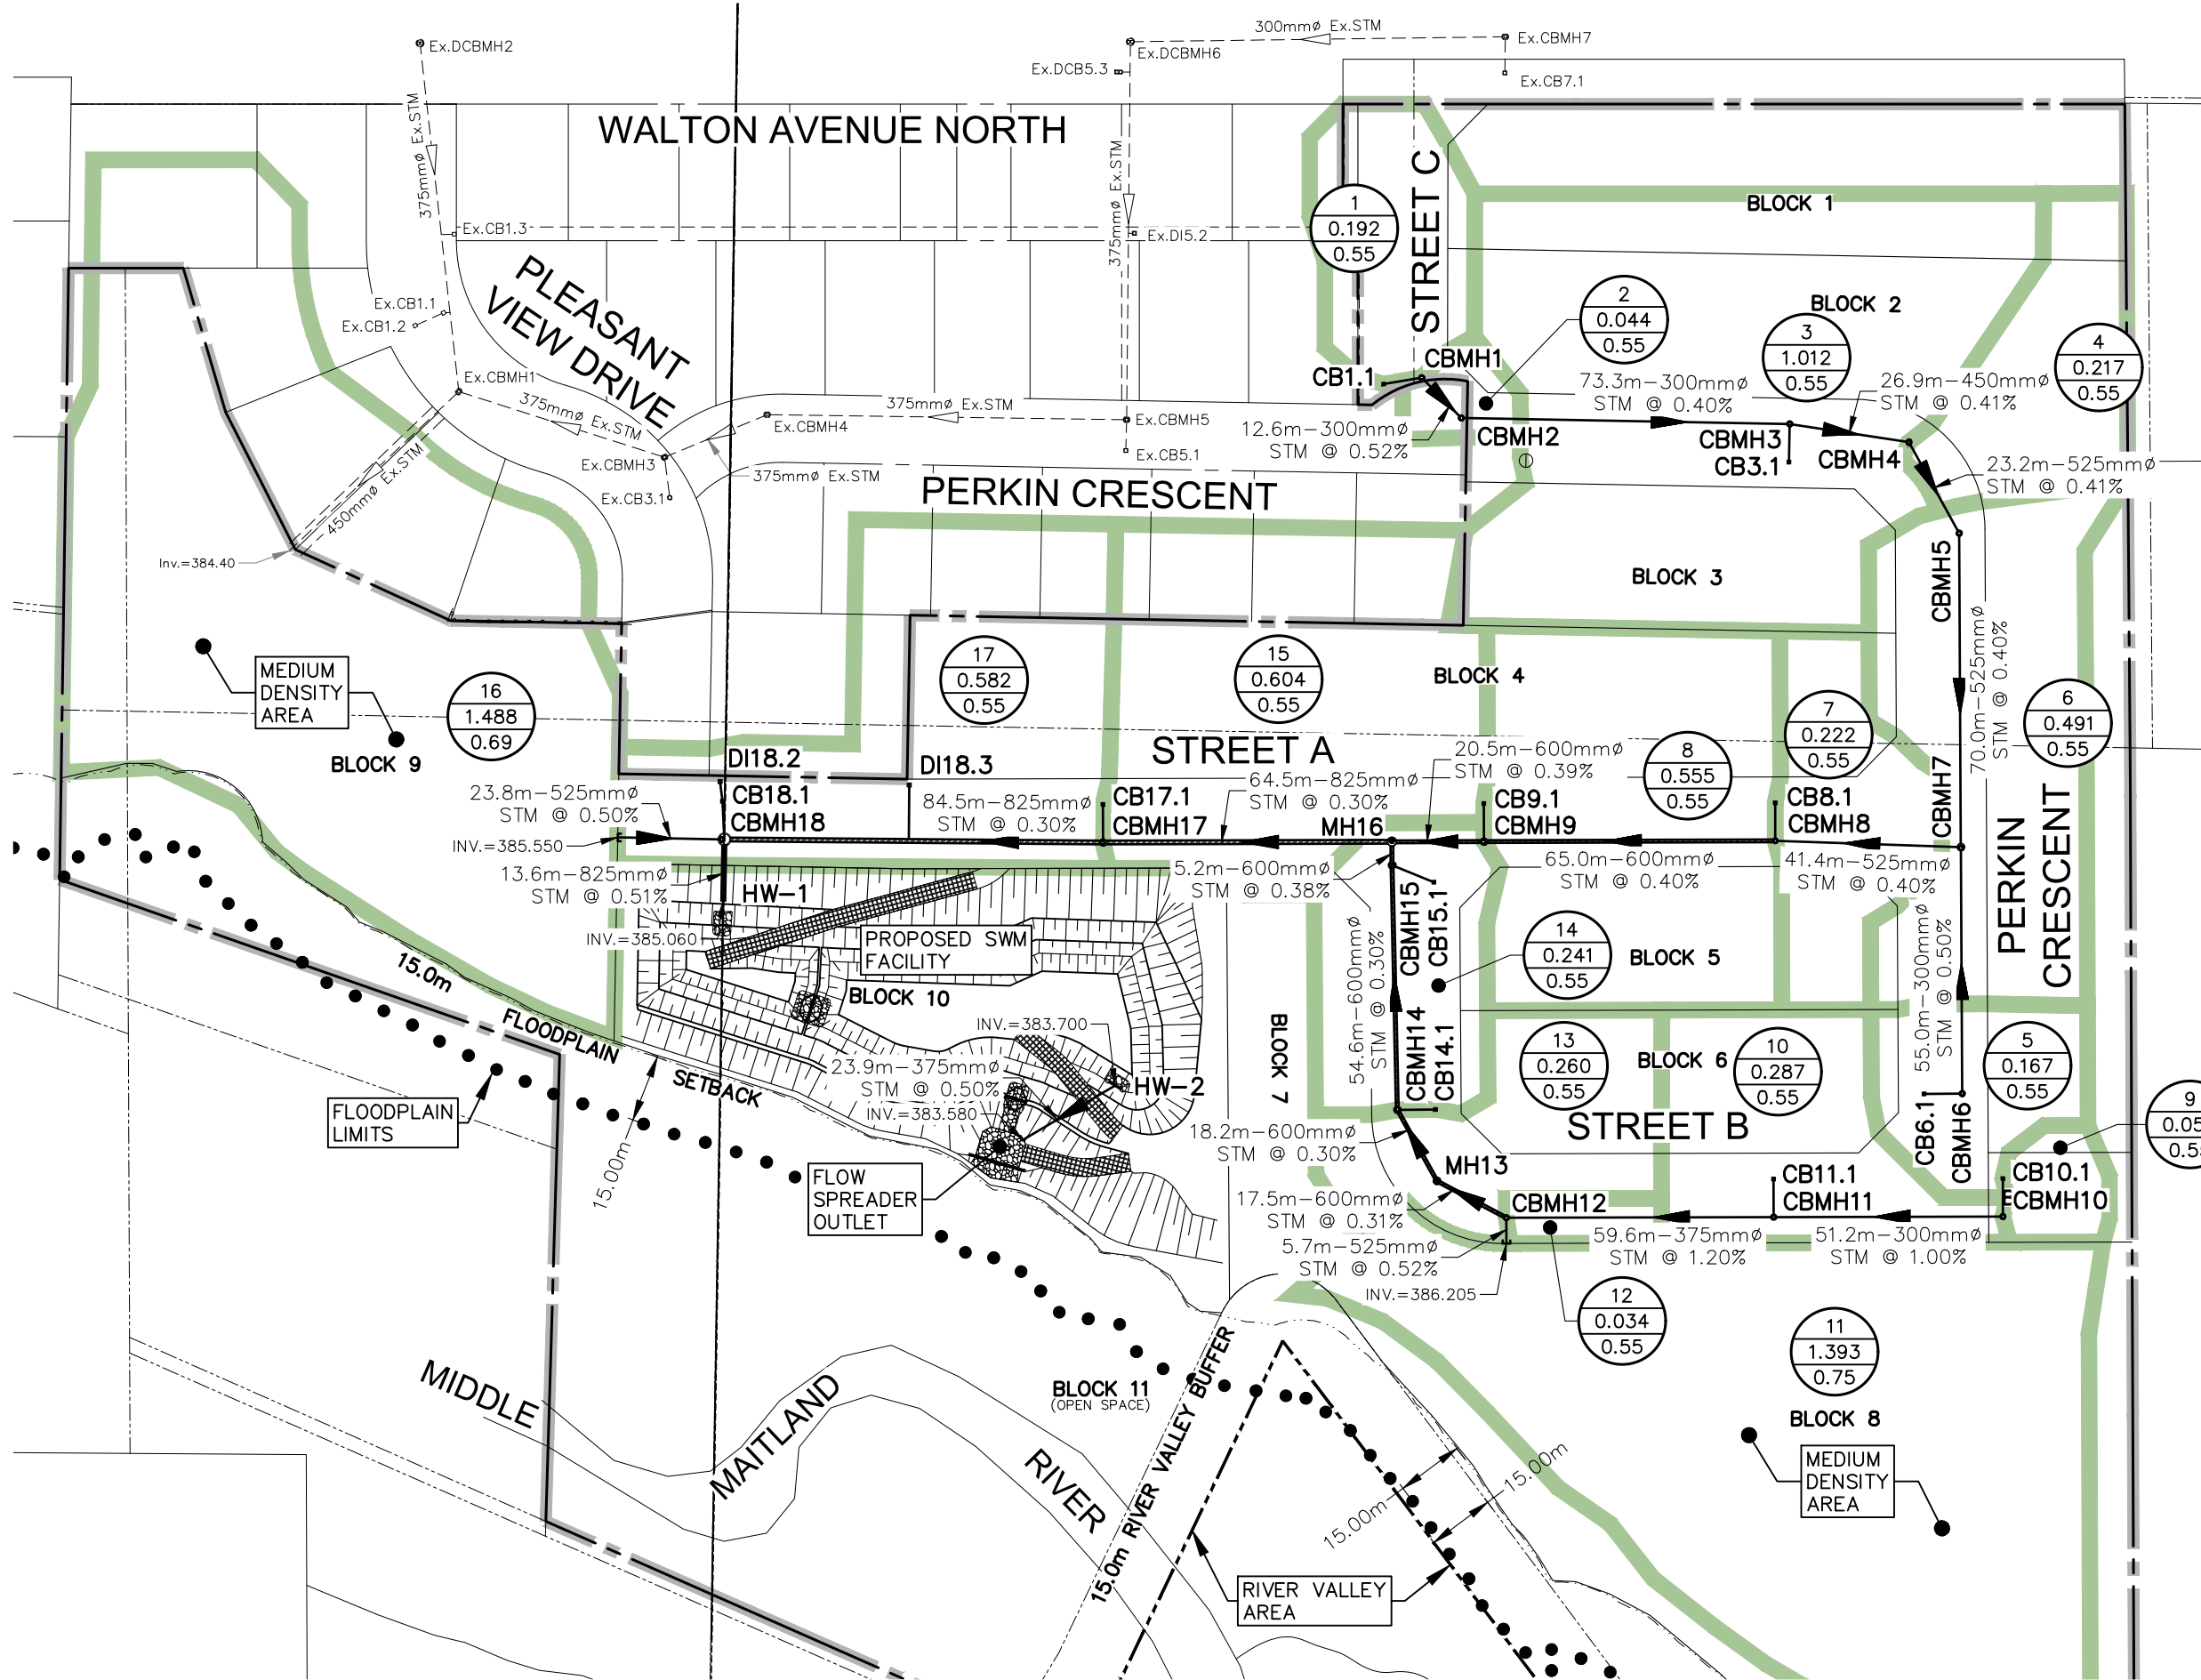 300mmø Ex.STM
Ex.CBMH7
Ex.DCBMH2
Ex.DCBMH6
Ex.DCB5.3
Ex.CB7.1
375mmø Ex.STM
WALTON AVENUE NORTH
375mmø Ex.STM
375mmø
STREET C
BLOCK 1
1
0.192
0.55
Ex.CB1.3
Ex.DI5.2
PLEASANT
VIEW DRIVE
Ex.CB1.1
Ex.CB1.2
2
0.044
0.55
BLOCK 2
3
1.012
0.55
4
0.217
0.55
Ex.CBMH1
CBMH1
CB1.1
73.3m-300mmø
STM @ 0.40%
26.9m-450mmø
STM @ 0.41%
375mmø Ex.STM
375mmø Ex.STM
Ex.CBMH4
Ex.CBMH5
12.6m-300mmø
STM @ 0.52%
CBMH2
CBMH3
CB3.1
CBMH4
Ex.CBMH3
Ex.CB5.1
375mmø Ex.STM
23.2m-525mmø
STM @ 0.41%
Ex.CB3.1
PERKIN CRESCENT
450mmø Ex.STM
Inv.=384.40
CBMH5
BLOCK 3
70.0m-525mmø
STM @ 0.40%
MEDIUM
DENSITY
AREA
16
1.488
0.69
17
0.582
0.55
15
0.604
0.55
BLOCK 4
7
0.222
0.55
6
0.491
0.55
BLOCK 9
STREET A
8
0.555
0.55
DI18.2
DI18.3
20.5m-600mmø
STM @ 0.39%
64.5m-825mmø
STM @ 0.30%
23.8m-525mmø
STM @ 0.50%
CB18.1
CBMH18
84.5m-825mmø
STM @ 0.30%
CB17.1
CBMH17
MH16
CB9.1
CBMH9
CB8.1
CBMH8
CBMH7
PERKIN
CRESCENT
INV.=385.550
13.6m-825mmø
STM @ 0.51%
HW-1
5.2m-600mmø
STM @ 0.38%
65.0m-600mmø
STM @ 0.40%
41.4m-525mmø
STM @ 0.40%
CBMH15
CB15.1
INV.=385.060
PROPOSED SWM
FACILITY
14
0.241
0.55
BLOCK 5
15.0m
FLOODPLAIN
SETBACK
BLOCK 10
54.6m-600mmø
STM @ 0.30%
55.0m-300mmø
STM @ 0.50%
INV.=383.700
BLOCK 7
CBMH14
CB14.1
13
0.260
0.55
BLOCK 6
10
0.287
0.55
5
0.167
0.55
23.9m-375mmø
STM @ 0.50%
HW-2
INV.=383.580
FLOODPLAIN
LIMITS
STREET B
CB6.1
CBMH6
9
18.2m-600mmø
STM @ 0.30%
15.00m
FLOW
SPREADER
OUTLET
MH13
CB11.1
CBMH11
CB10.1
CBMH10
17.5m-600mmø
STM @ 0.31%
CBMH12
5.7m-525mmø
STM @ 0.52%
59.6m-375mmø
STM @ 1.20%
51.2m-300mmø
STM @ 1.00%
INV.=386.205
12
0.034
0.55
11
1.393
0.75
MIDDLE
MAITLAND
RIVER
BLOCK 11
(OPEN SPACE)
15.0m RIVER VALLEY BUFFER
BLOCK 8
15.00m
15.00m
MEDIUM
DENSITY
AREA
RIVER VALLEY
AREA